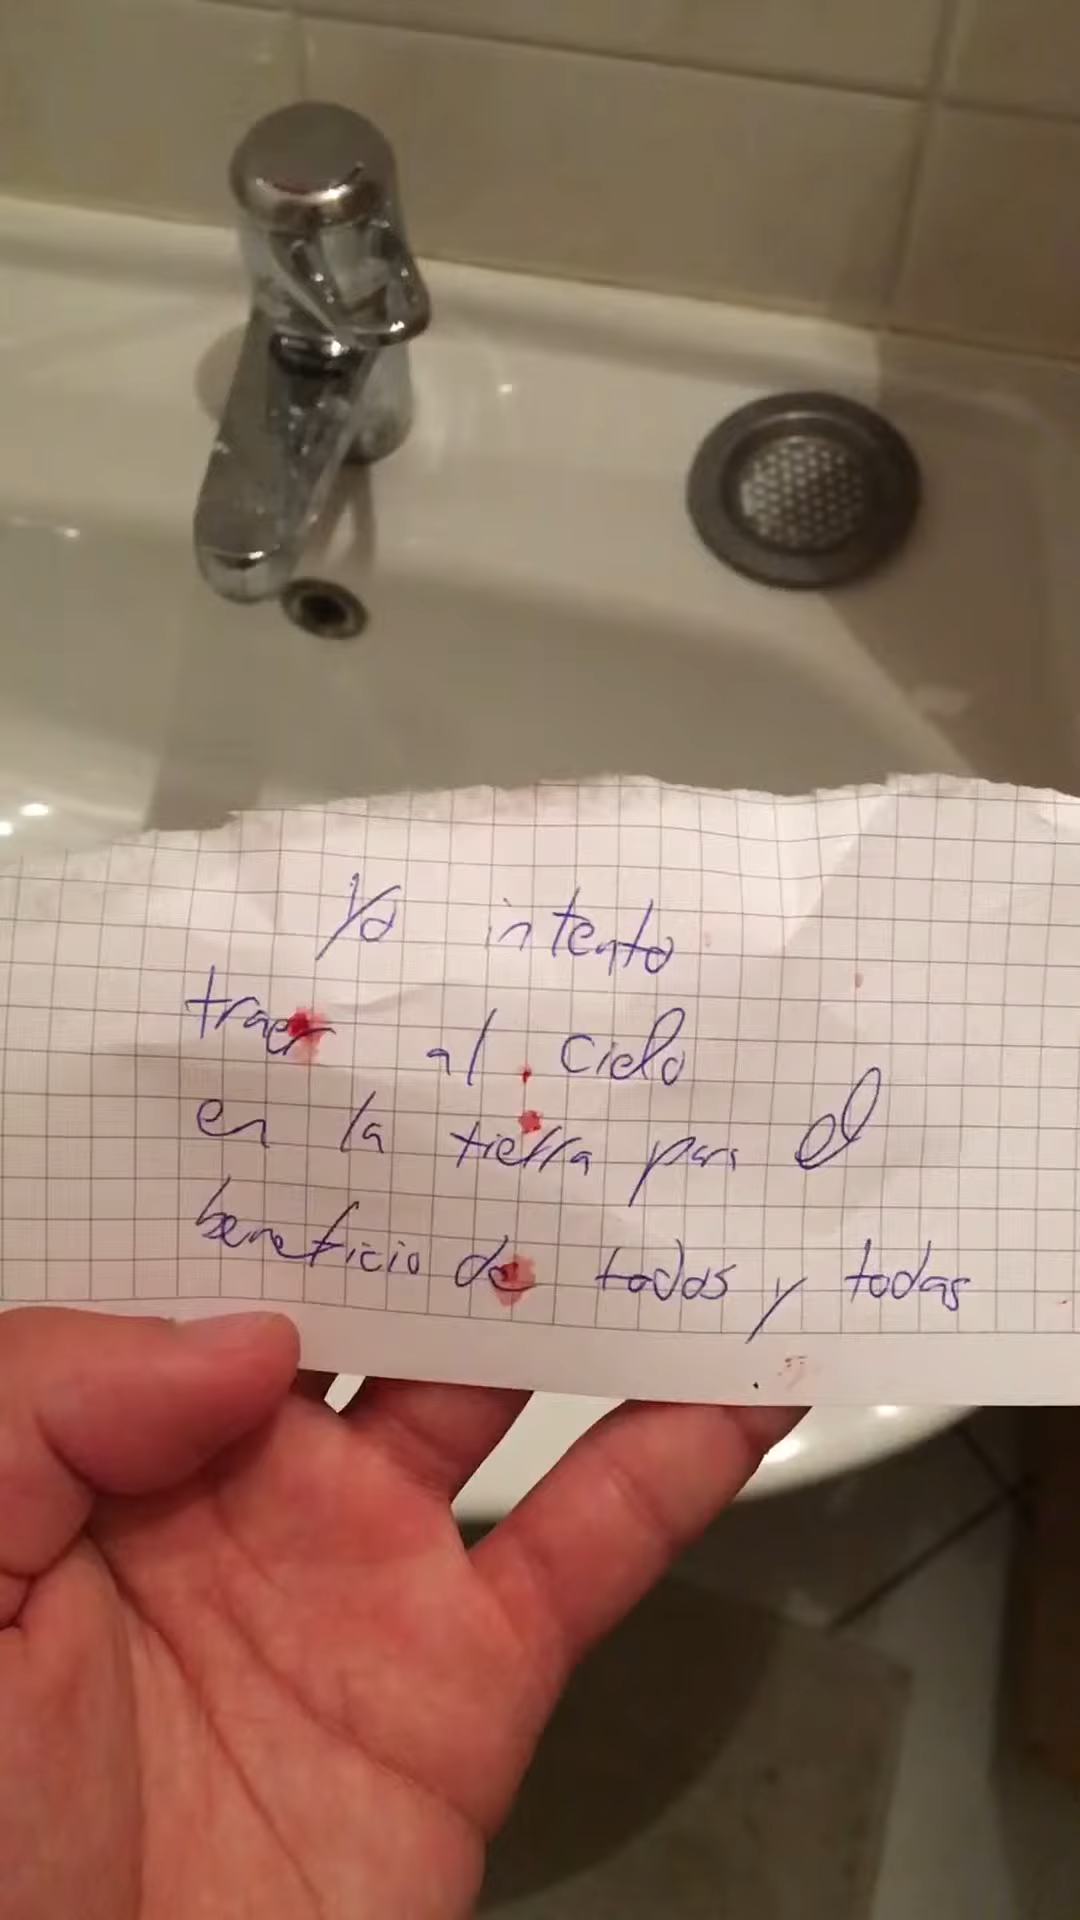 Yo intento
traer al cielo
en la tierra para el
beneficio de todos y todas